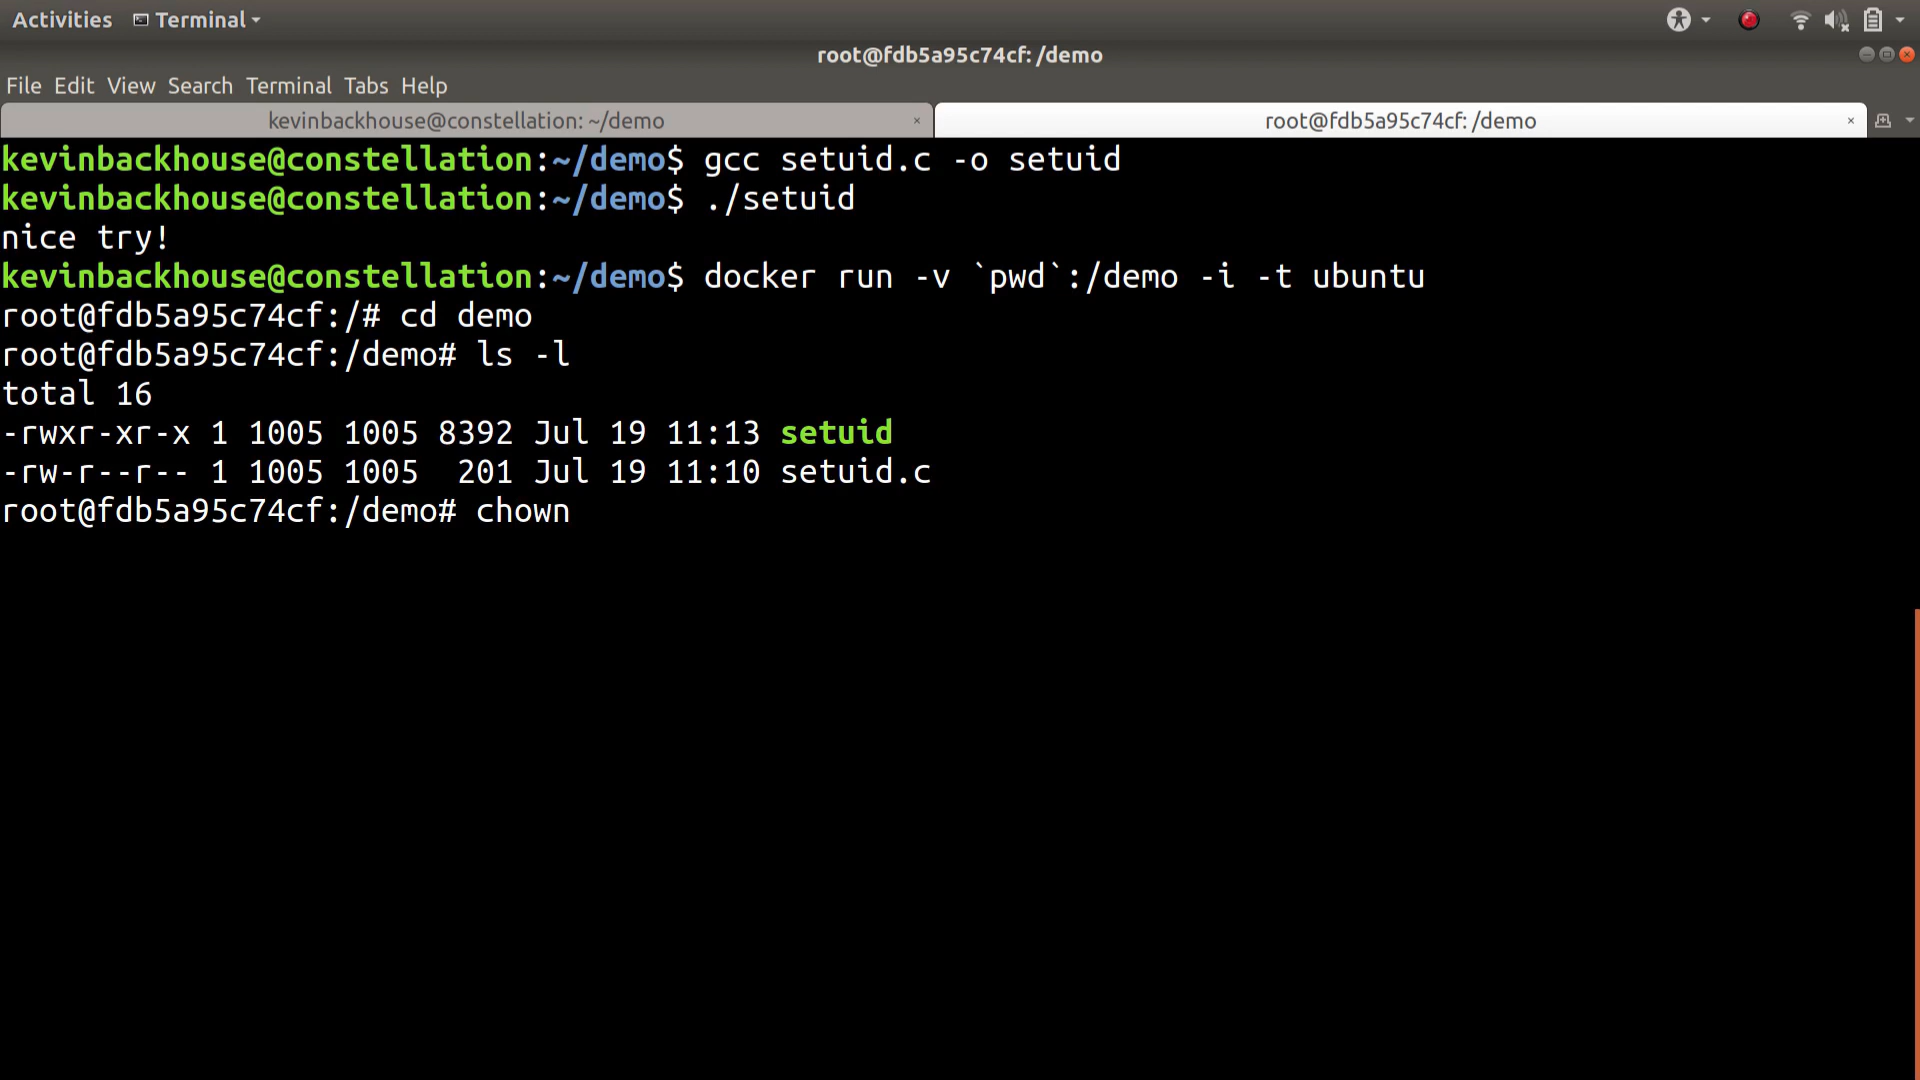 Activities Terminal
root@fdb5a95c74cf: /demo
File Edit View Search Terminal Tabs Help
kevinbackhouse@constellation: ~/demo × root@fdb5a95c74cf: /demo ×
kevinbackhouse@constellation:~/demo$ gcc setuid.c -o setuid
kevinbackhouse@constellation:~/demo$ ./setuid
nice try!
kevinbackhouse@constellation:~/demo$ docker run -v `pwd`:/demo -i -t ubuntu
root@fdb5a95c74cf:/# cd demo
root@fdb5a95c74cf:/demo# ls -l
total 16
-rwxr-xr-x 1 1005 1005 8392 Jul 19 11:13 setuid
-rw-r--r-- 1 1005 1005  201 Jul 19 11:10 setuid.c
root@fdb5a95c74cf:/demo# chown